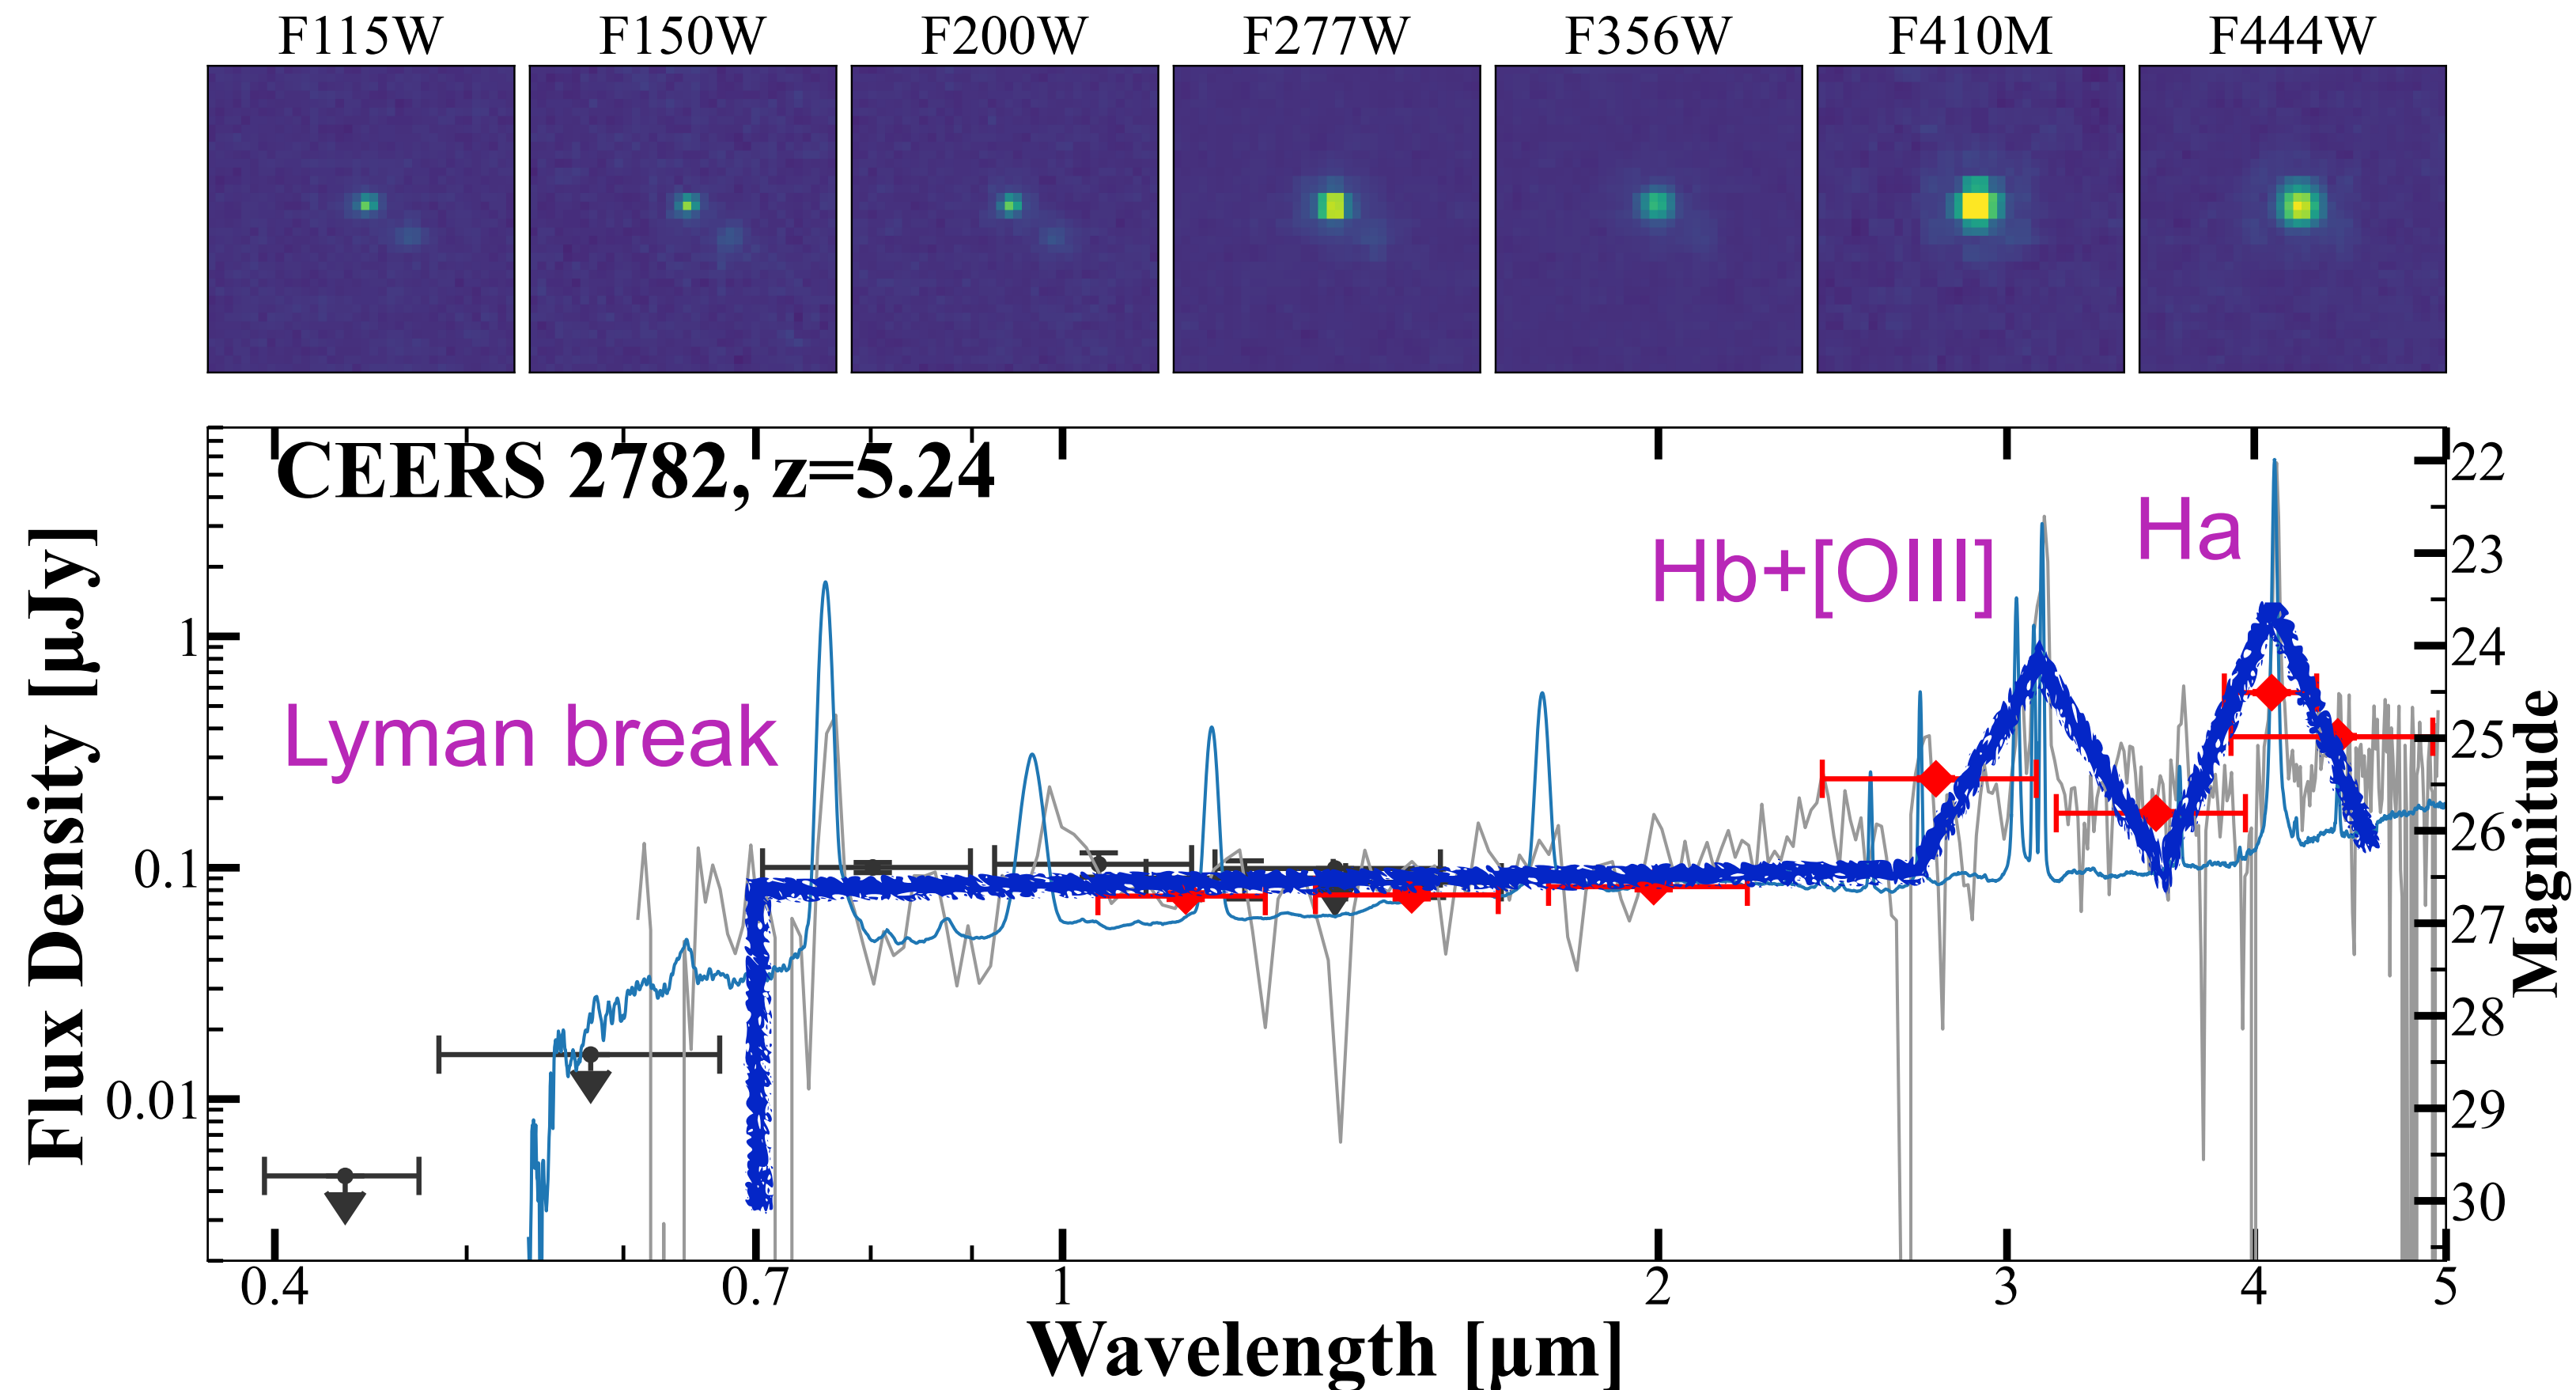 F115W F150W F200W F277W F356W F410M F444W
CEERS 2782, z=5.24
Lyman break
Hb+[OIII]
Ha
Flux Density [μJy]
1
0.1
0.01
22
23
24
25
26
27
28
29
30
Magnitude
0.4 0.7 1 2 3 4 5
Wavelength [μm]